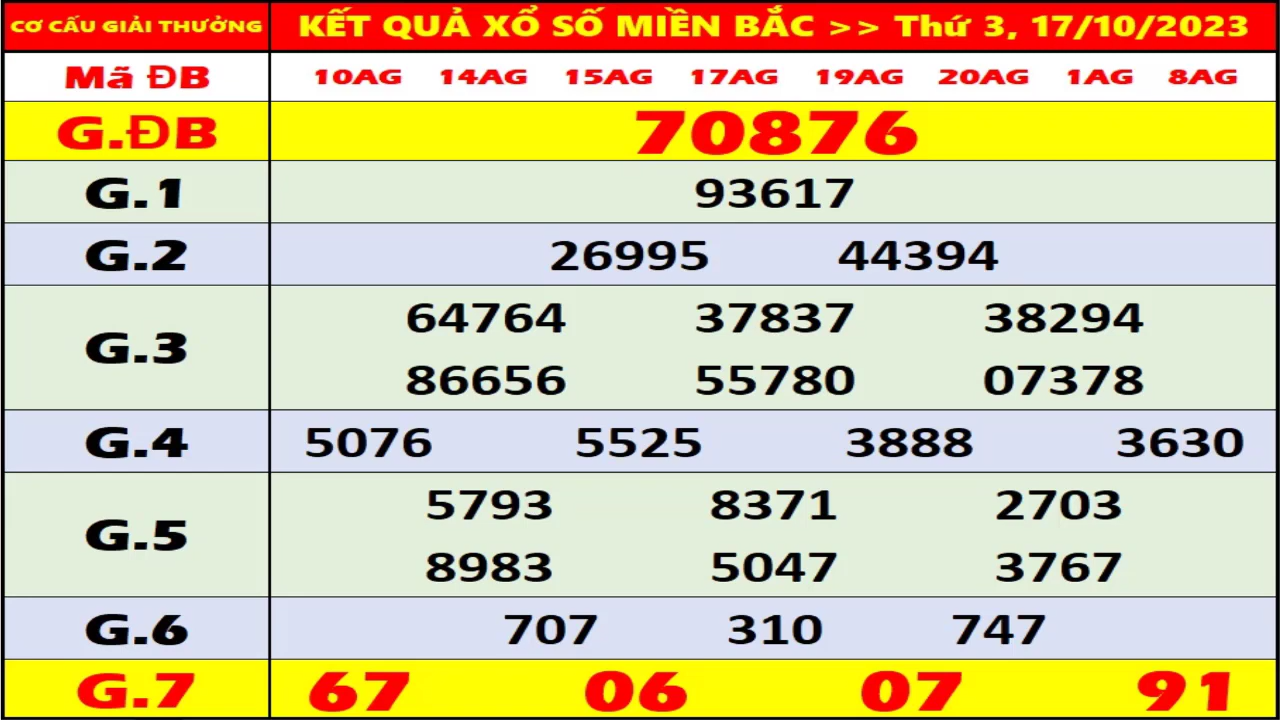 CƠ CẤU GIẢI THƯỞNG KẾT QUẢ XỔ SỐ MIỀN BẮC >> Thứ 3, 17/10/2023
Mã ĐB 10AG 14AG 15AG 17AG 19AG 20AG 1AG 8AG
G.ĐB 70876
G.1 93617
G.2 26995 44394
G.3 64764 37837 38294
86656 55780 07378
G.4 5076 5525 3888 3630
G.5 5793 8371 2703
8983 5047 3767
G.6 707 310 747
G.7 67 06 07 91